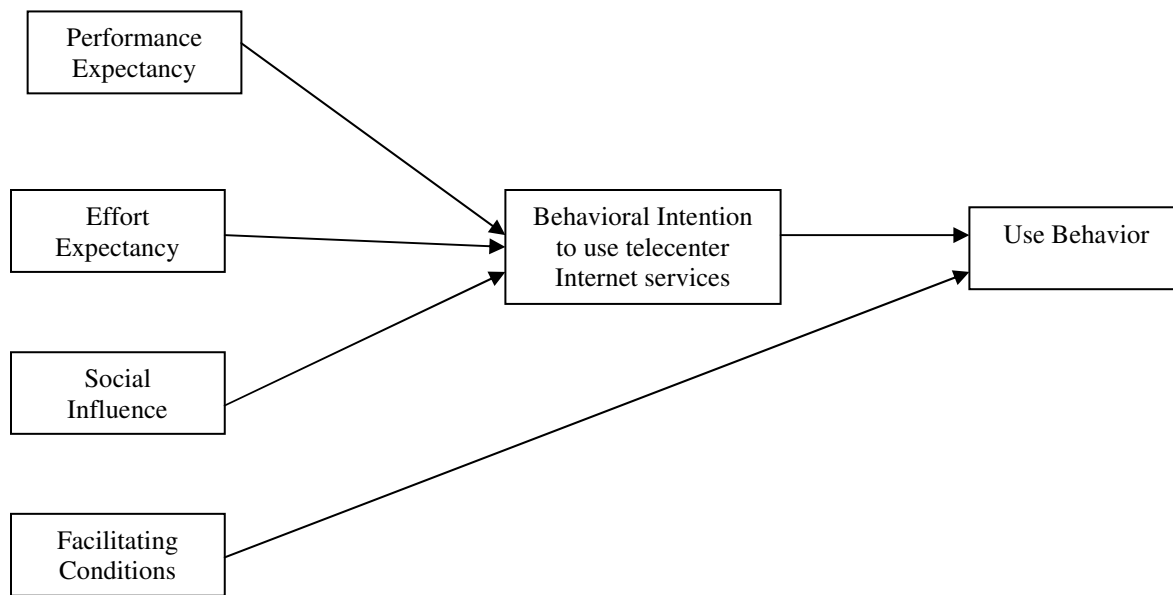 Performance
Expectancy
Effort
Expectancy
Behavioral Intention
to use telecenter
Internet services
Use Behavior
Social
Influence
Facilitating
Conditions